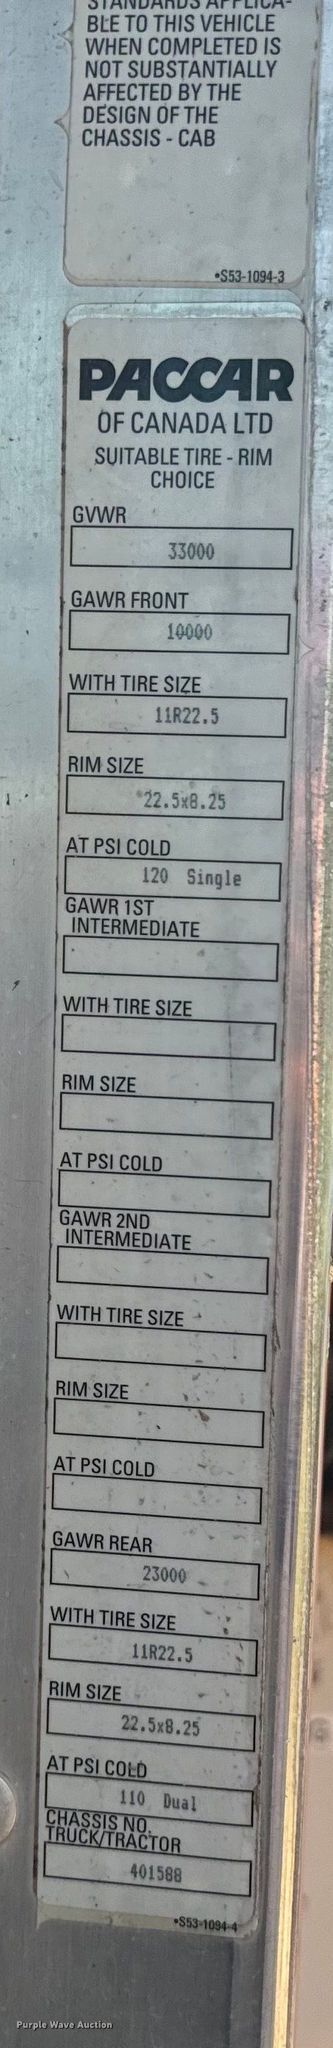 STANDARDS APPLICA-
BLE TO THIS VEHICLE
WHEN COMPLETED IS
NOT SUBSTANTIALLY
AFFECTED BY THE
DESIGN OF THE
CHASSIS - CAB
•S53-1094-3
PACCAR
OF CANADA LTD
SUITABLE TIRE - RIM
CHOICE
GVWR
33000
GAWR FRONT
10000
WITH TIRE SIZE
11R22.5
RIM SIZE
22.5x8.25
AT PSI COLD
120 Single
GAWR 1ST
INTERMEDIATE
WITH TIRE SIZE
RIM SIZE
AT PSI COLD
GAWR 2ND
INTERMEDIATE
WITH TIRE SIZE
RIM SIZE
AT PSI COLD
GAWR REAR
23000
WITH TIRE SIZE
11R22.5
RIM SIZE
22.5x8.25
AT PSI COLD
110 Dual
CHASSIS NO.
TRUCK/TRACTOR
401588
•S53-1094-4
Purple Wave Auction